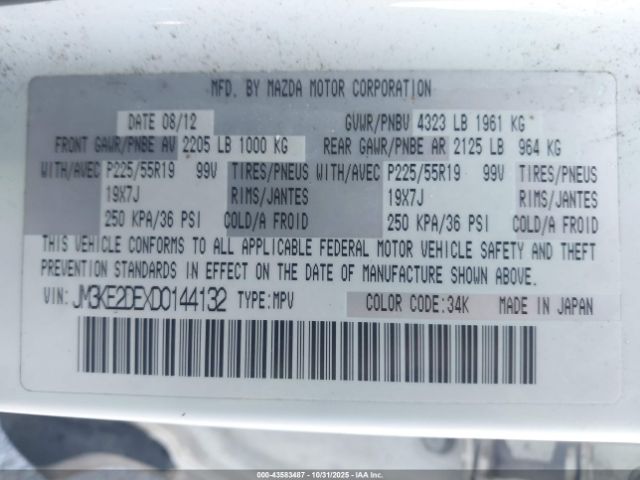 MFD. BY MAZDA MOTOR CORPORATION
DATE 08/12 GVWR/PNBV 4323 LB 1961 KG
FRONT GAWR/PNBE AV 2205 LB 1000 KG REAR GAWR/PNBE AR 2125 LB 964 KG
WITH/AVEC P225/55R19 99V TIRES/PNEUS WITH/AVEC P225/55R19 99V TIRES/PNEUS
19X7J RIMS/JANTES 19X7J RIMS/JANTES
250 KPA/36 PSI COLD/A FROID 250 KPA/36 PSI COLD/A FROID
THIS VEHICLE CONFORMS TO ALL APPLICABLE FEDERAL MOTOR VEHICLE SAFETY AND THEFT
PREVENTION STANDARDS IN EFFECT ON THE DATE OF MANUFACTURE SHOWN ABOVE.
VIN: JM3KE2DEXD0144132 TYPE:MPV COLOR CODE:34K MADE IN JAPAN
000-43583487 - 10/31/2025 - IAA Inc.